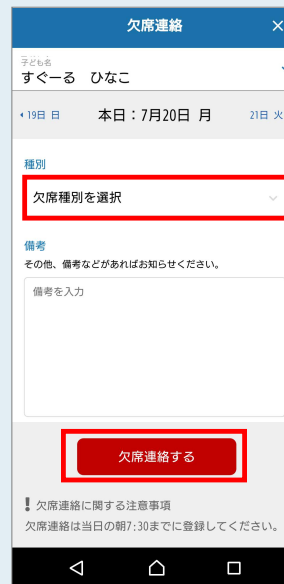 欠席連絡 ×
子ども名
すぐーる ひなこ
19日 日 本日：7月20日 月 21日 火
種別
欠席種別を選択
備考
その他、備考などがあればお知らせください。
備考を入力
欠席連絡する
! 欠席連絡に関する注意事項
欠席連絡は当日の朝7:30までに登録してください。